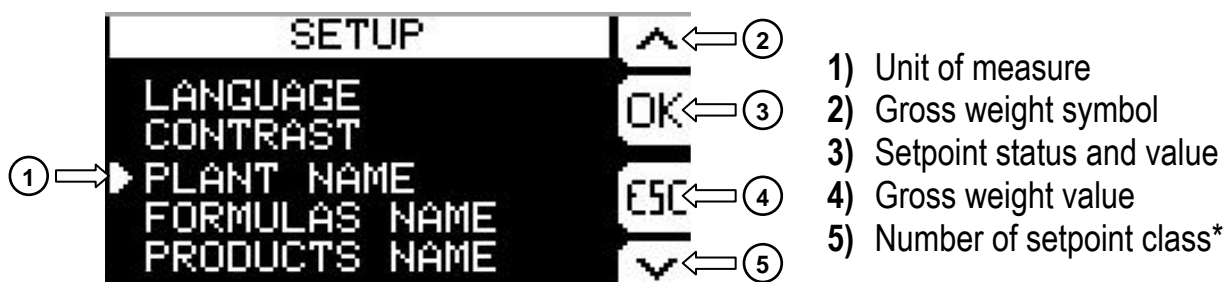 SETUP
LANGUAGE
CONTRAST
PLANT NAME
FORMULAS NAME
PRODUCTS NAME
OK
ESC
1
2
3
4
5
1) Unit of measure
2) Gross weight symbol
3) Setpoint status and value
4) Gross weight value
5) Number of setpoint class*